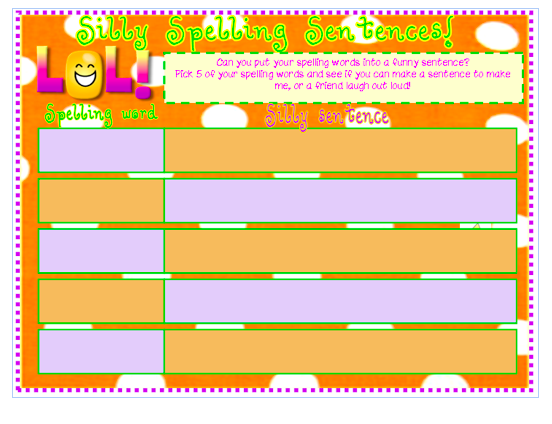 Silly Spelling Sentences!
LOL!
Can you put your spelling words into a funny sentence?
Pick 5 of your spelling words and see if you can make a sentence to make
me, or a friend laugh out loud!
Spelling word
Silly sentence